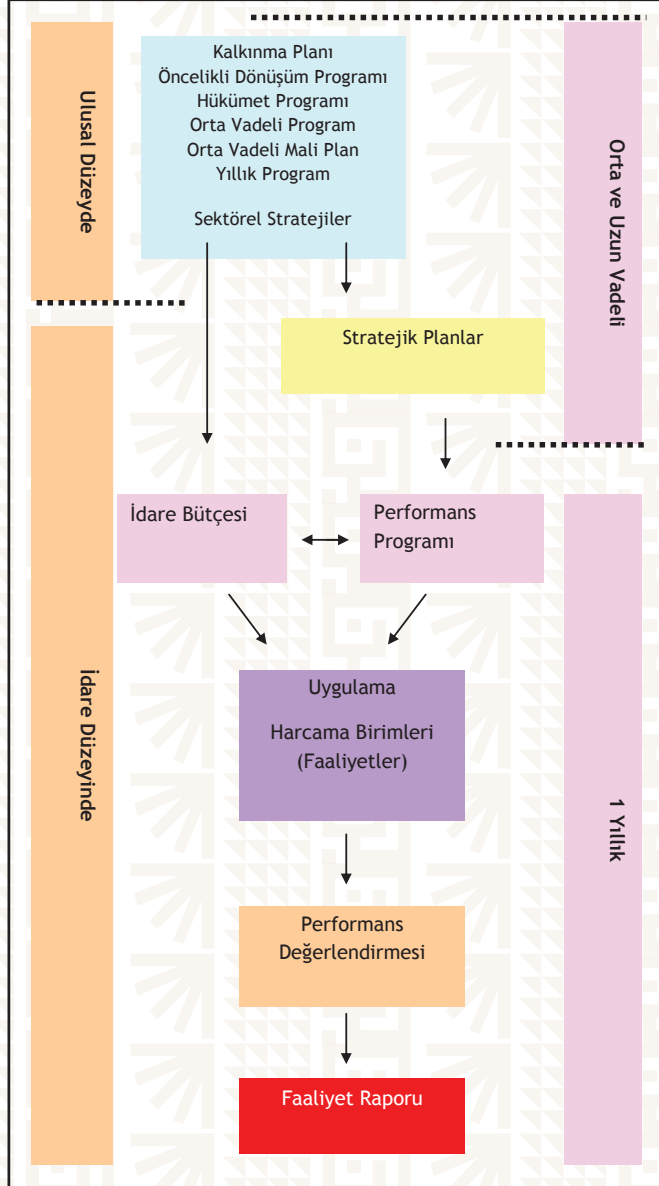 Ulusal Düzeyde
Kalkınma Planı
Öncelikli Dönüşüm Programı
Hükümet Programı
Orta Vadeli Program
Orta Vadeli Mali Plan
Yıllık Program
Sektörel Stratejiler
Orta ve Uzun Vadeli
Stratejik Planlar
İdare Düzeyinde
İdare Bütçesi
Performans
Programı
1 Yıllık
Uygulama
Harcama Birimleri
(Faaliyetler)
Performans
Değerlendirmesi
Faaliyet Raporu